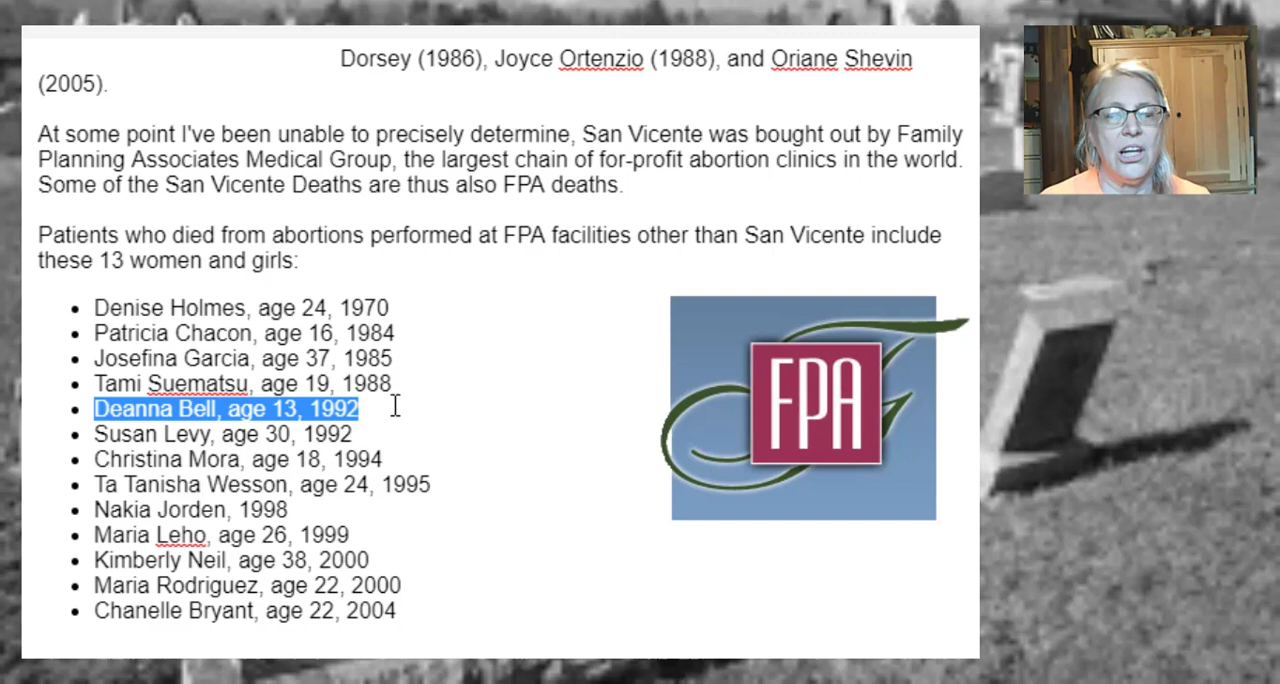 Dorsey (1986), Joyce Ortenzio (1988), and Oriane Shevin
(2005).
At some point I've been unable to precisely determine, San Vicente was bought out by Family
Planning Associates Medical Group, the largest chain of for-profit abortion clinics in the world.
Some of the San Vicente Deaths are thus also FPA deaths.
Patients who died from abortions performed at FPA facilities other than San Vicente include
these 13 women and girls:
• Denise Holmes, age 24, 1970
• Patricia Chacon, age 16, 1984
• Josefina Garcia, age 37, 1985
• Tami Suematsu, age 19, 1988
• Deanna Bell, age 13, 1992
• Susan Levy, age 30, 1992
• Christina Mora, age 18, 1994
• Ta Tanisha Wesson, age 24, 1995
• Nakia Jorden, 1998
• Maria Leho, age 26, 1999
• Kimberly Neil, age 38, 2000
• Maria Rodriguez, age 22, 2000
• Chanelle Bryant, age 22, 2004
FPA